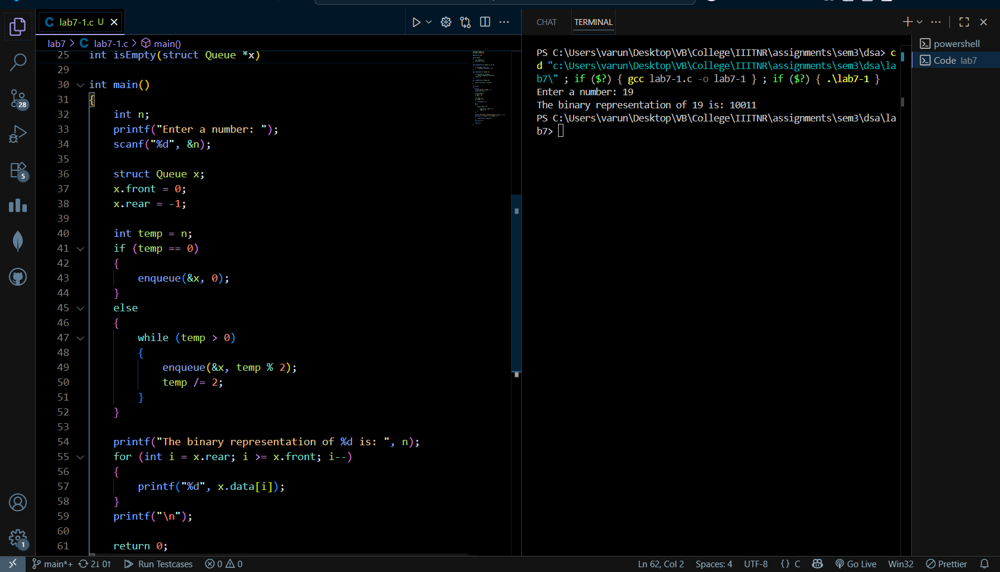 lab7-1.c U
CHAT
TERMINAL
lab7 > C lab7-1.c > main()
25 int isEmpty(struct Queue *x)
29
30 int main()
31 {
32     int n;
33     printf("Enter a number: ");
34     scanf("%d", &n);
35
36     struct Queue x;
37     x.front = 0;
38     x.rear = -1;
39
40     int temp = n;
41     if (temp == 0)
42     {
43         enqueue(&x, 0);
44     }
45     else
46     {
47         while (temp > 0)
48         {
49             enqueue(&x, temp % 2);
50             temp /= 2;
51         }
52     }
53
54     printf("The binary representation of %d is: ", n);
55     for (int i = x.rear; i >= x.front; i--)
56     {
57         printf("%d", x.data[i]);
58     }
59     printf("\n");
60
61     return 0;
PS C:\Users\varun\Desktop\VB\College\IIITNR\assignments\sem3\dsa> c
d "c:\Users\varun\Desktop\VB\College\IIITNR\assignments\sem3\dsa\la
b7\" ; if ($?) { gcc lab7-1.c -o lab7-1 } ; if ($?) { .\lab7-1 }
Enter a number: 19
The binary representation of 19 is: 10011
PS C:\Users\varun\Desktop\VB\College\IIITNR\assignments\sem3\dsa\la
b7>
powershell
Code lab7
28
5
1
main*+ 2↓ 0↑ Run Testcases 0 0 Ln 62, Col 2 Spaces: 4 UTF-8 {} C Go Live Win32 Prettier